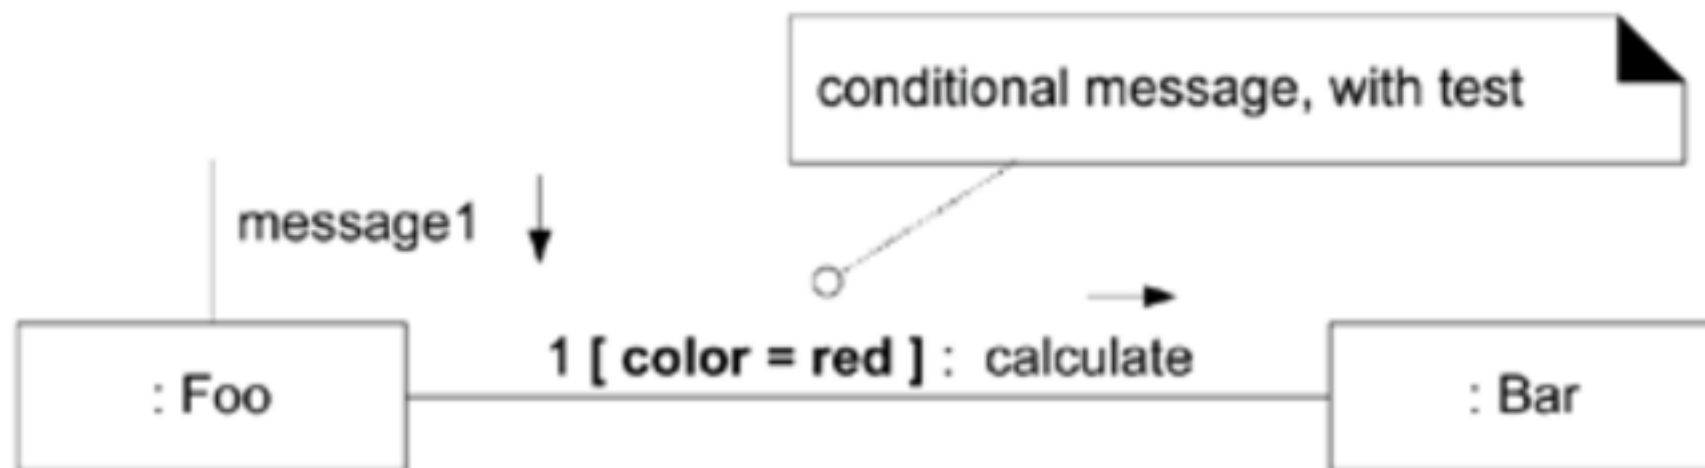 conditional message, with test
message1
1 [ color = red ] : calculate
: Foo
: Bar